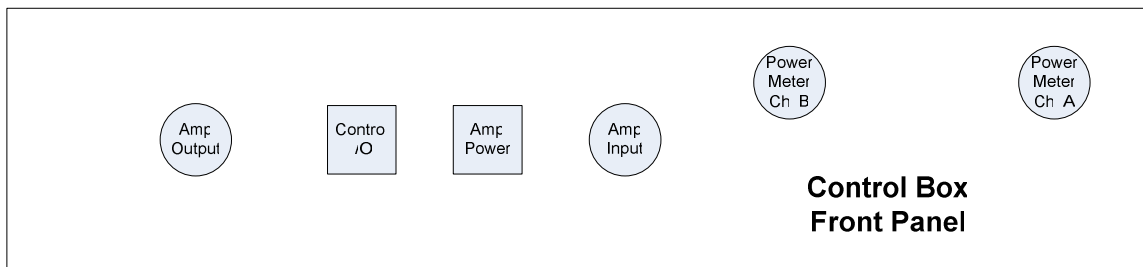 Amp
Output
Contro
/O
Amp
Power
Amp
Input
Power
Meter
Ch B
Power
Meter
Ch A
Control Box
Front Panel